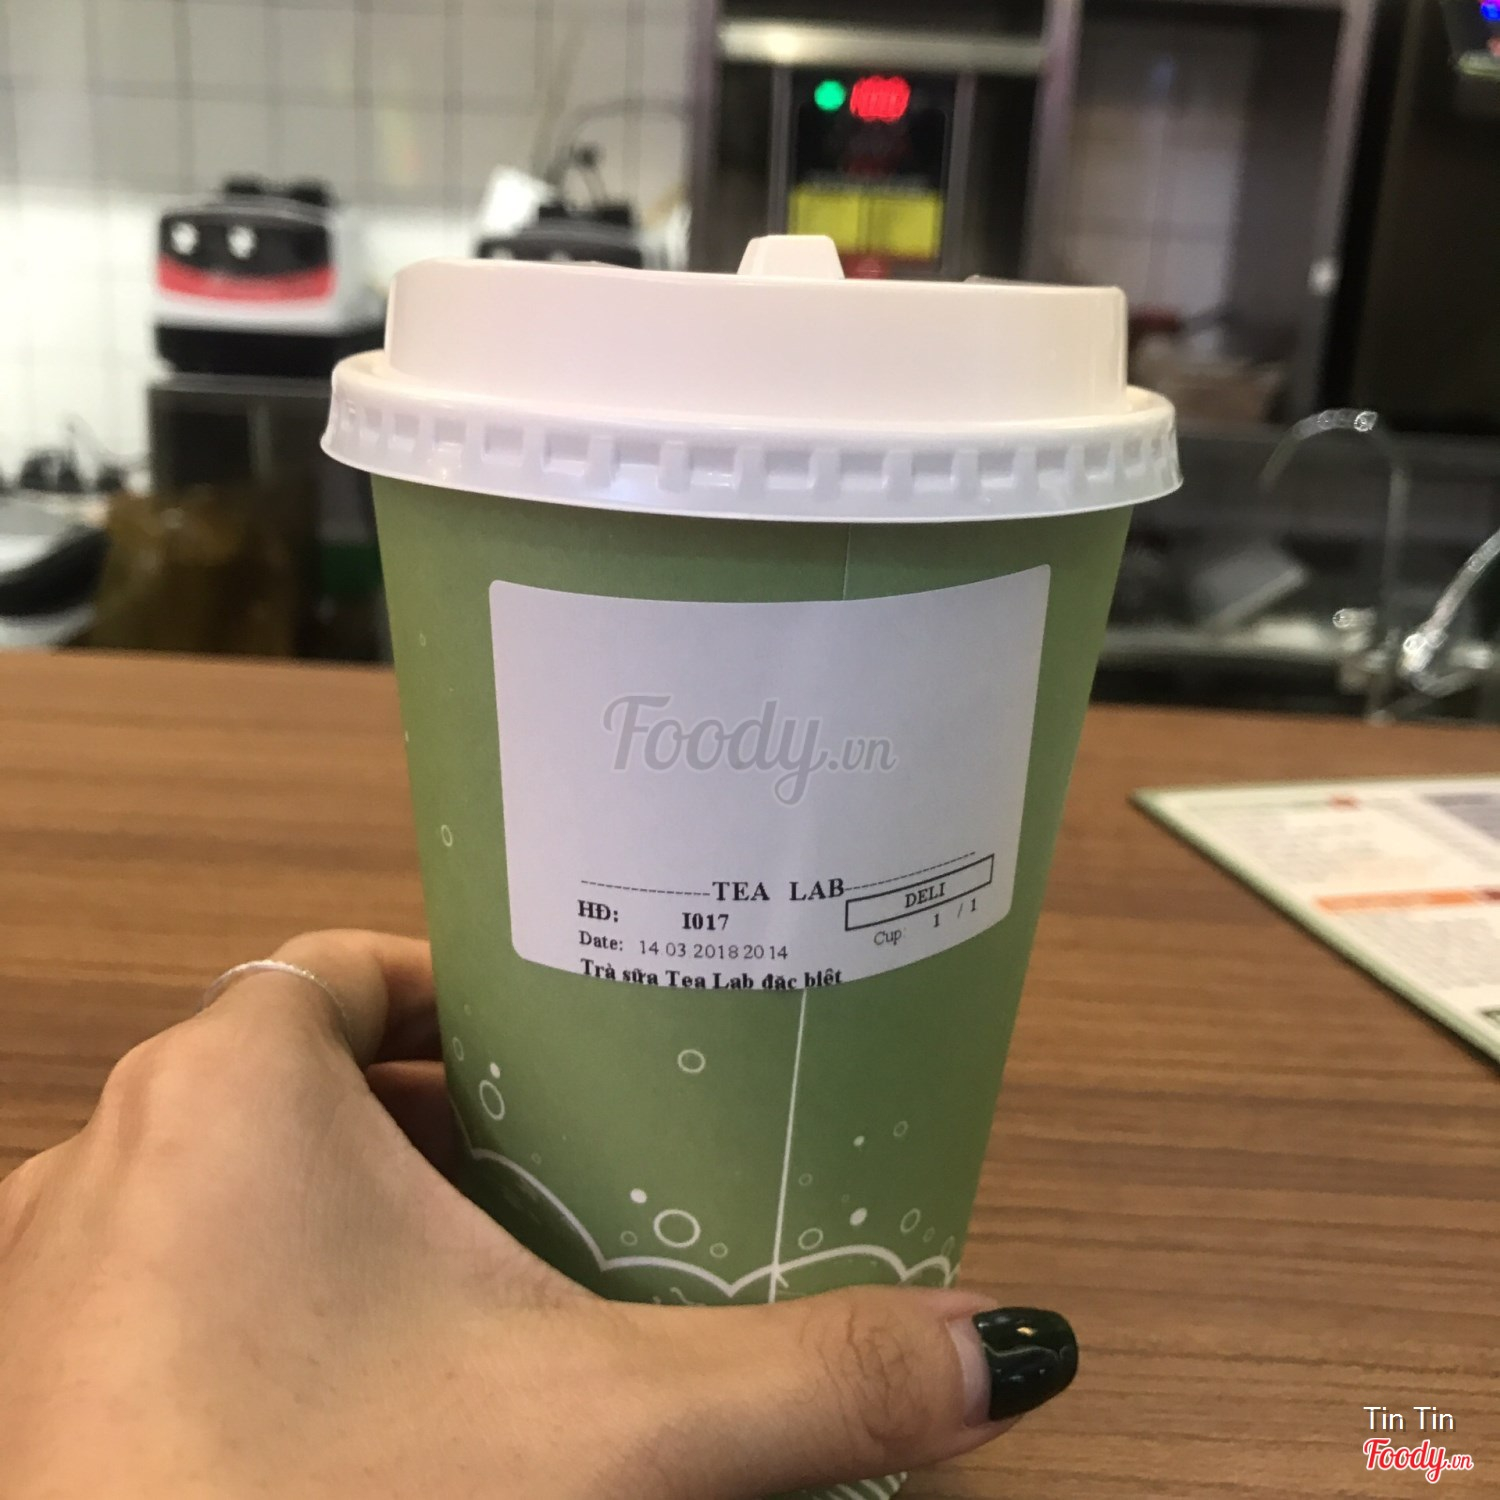 Foody.vn
TEA LAB
DELI
HĐ: I017
Cup: 1 / 1
Date: 14 03 2018 20 14
Trà sữa Tea Lab đặc biệt
Tin Tin
Foody.vn